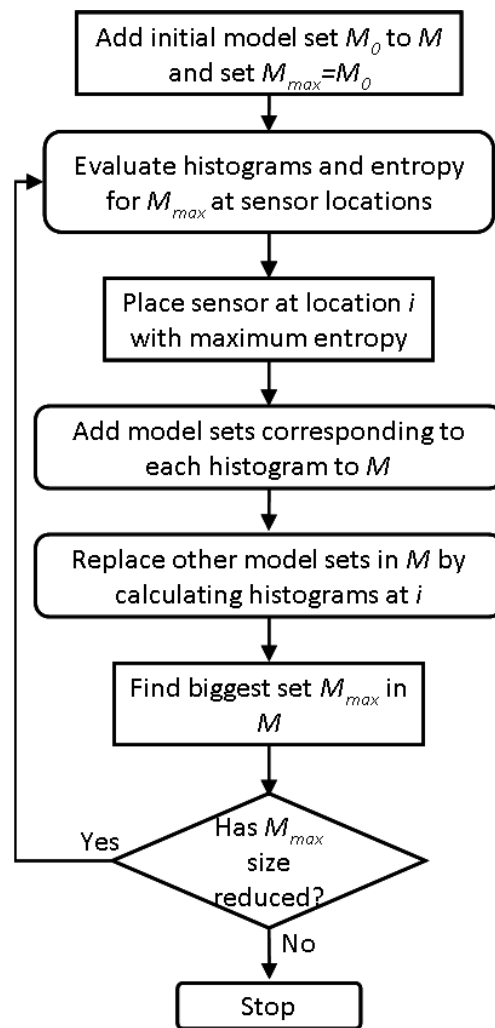 Add initial model set M₀ to M
and set Mₘₐₓ=M₀
Evaluate histograms and entropy
for Mₘₐₓ at sensor locations
Place sensor at location i
with maximum entropy
Add model sets corresponding to
each histogram to M
Replace other model sets in M by
calculating histograms at i
Find biggest set Mₘₐₓ in
M
Yes
Has Mₘₐₓ
size
reduced?
No
Stop